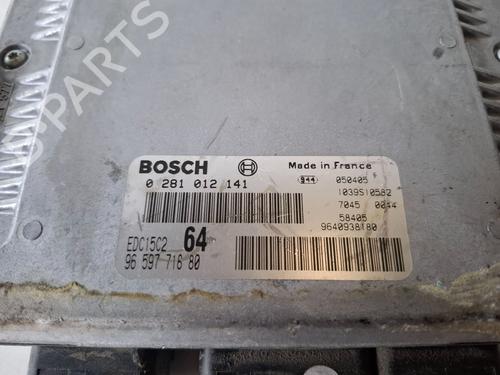 B-PARTS
BOSCH
Made in France
0 281 012 141
944 050405
1039S10582
7045 0044
58405
9640938180
EDC15C2 64
96 597 716 80